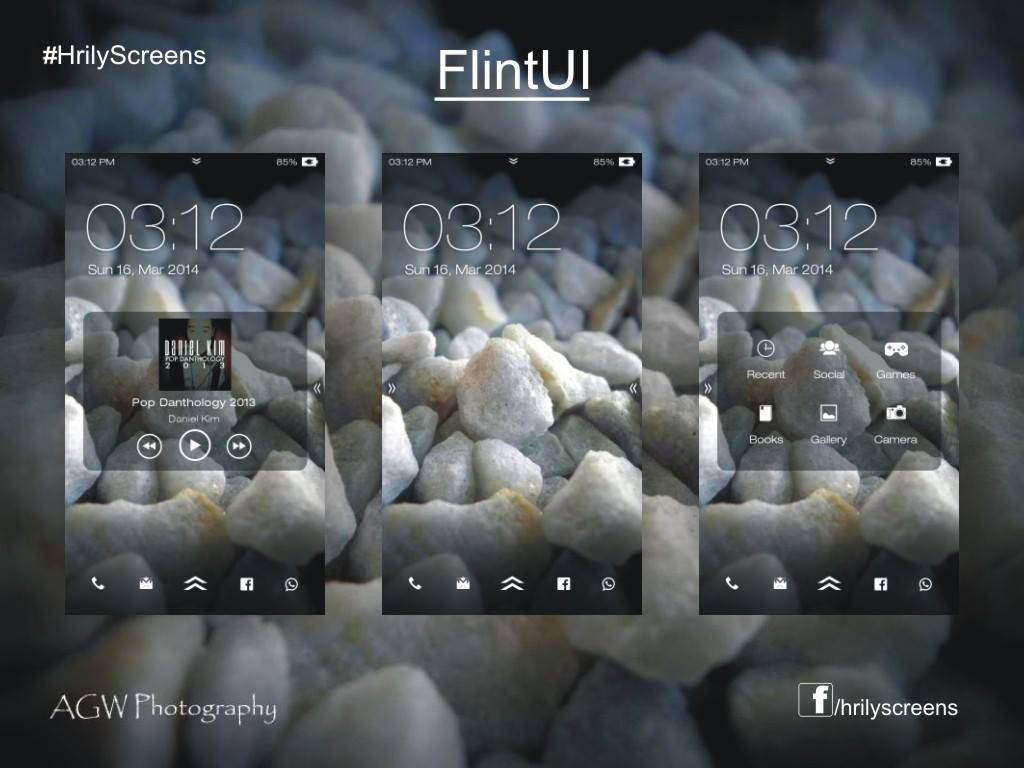 #HrilyScreens
FlintUI
03:12 PM
85%
03:12
Sun 16, Mar 2014
DANIEL KIM
POP DANTHOLOGY
2013
Pop Danthology 2013
Daniel Kim
03:12 PM
85%
03:12
Sun 16, Mar 2014
03:12 PM
85%
03:12
Sun 16, Mar 2014
Recent Social Games
Books Gallery Camera
AGW Photography
f/hrilyscreens